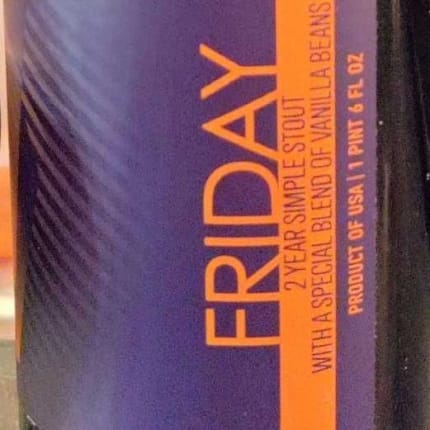 FRIDAY
2 YEAR SIMPLE STOUT
WITH A SPECIAL BLEND OF VANILLA BEANS
PRODUCT OF USA | 1 PINT 6 FL OZ